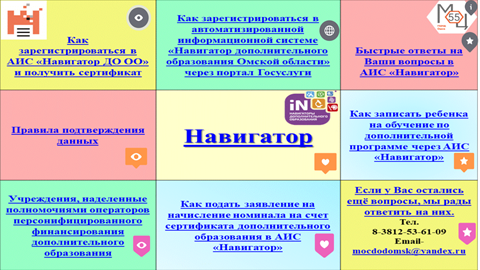 Как
зарегистрироваться в
АИС «Навигатор ДО ОО»
и получить сертификат
Как зарегистрироваться в
автоматизированной
информационной системе
«Навигатор дополнительного
образования Омской области»
через портал Госуслуги
55
Быстрые ответы на
Ваши вопросы в
АИС «Навигатор»
Правила подтверждения
данных
iN
НАВИГАТОРЫ
ДОПОЛНИТЕЛЬНОГО
ОБРАЗОВАНИЯ
Навигатор
Как записать ребенка
на обучение по
дополнительной
программе через АИС
«Навигатор»
Учреждения, наделенные
полномочиями операторов
персонифицированного
финансирования
дополнительного
образования
Как подать заявление на
начисление номинала на счет
сертификата дополнительного
образования в АИС
«Навигатор»
Если у Вас остались
ещё вопросы, мы рады
ответить на них.
Тел.
8-3812-53-61-09
Email-
mocdodomsk@yandex.ru